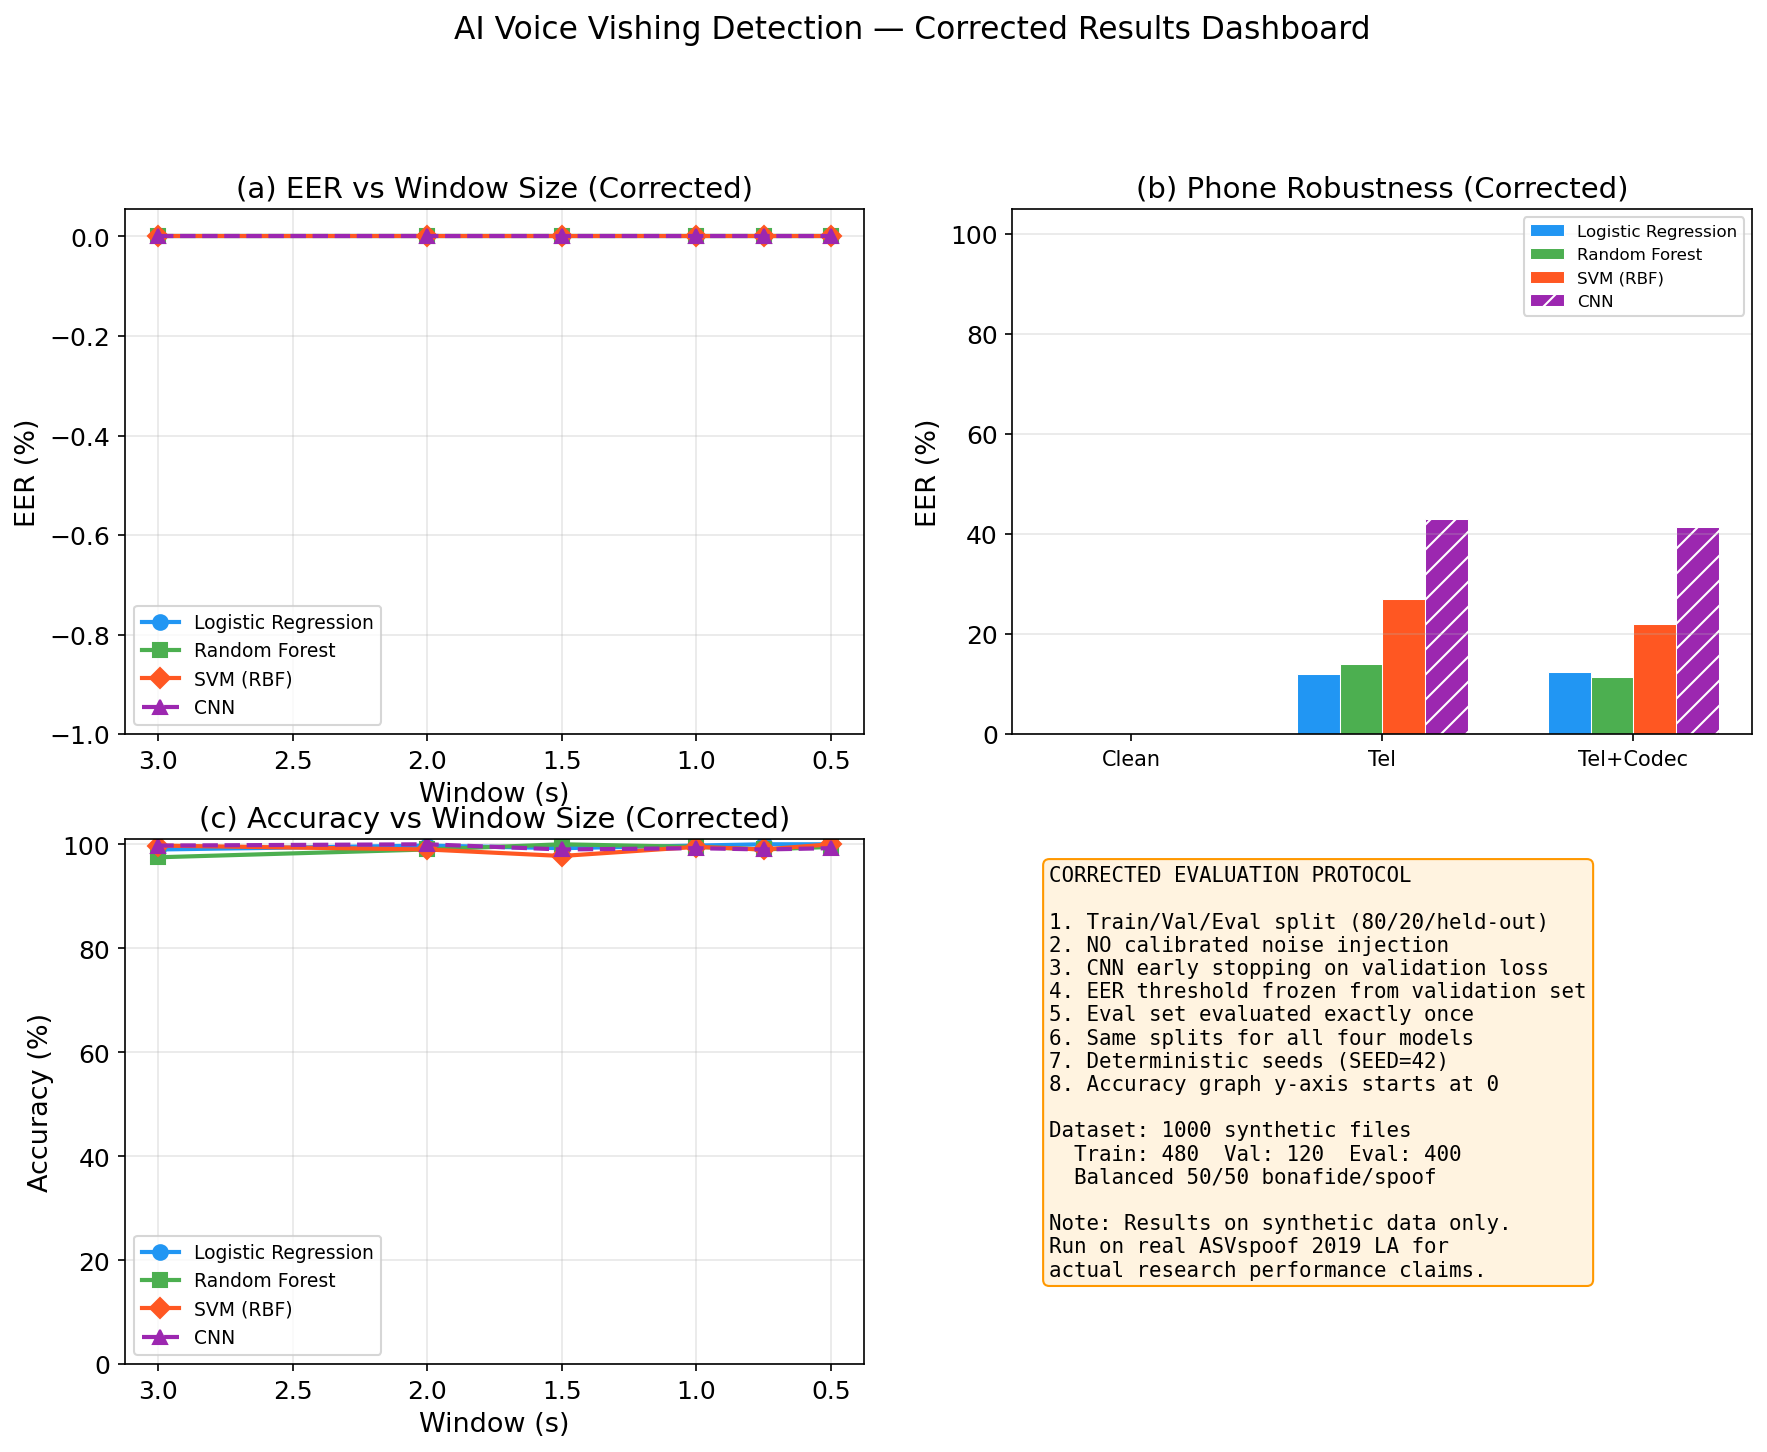 AI Voice Vishing Detection — Corrected Results Dashboard
(a) EER vs Window Size (Corrected)
EER (%)
0.0
−0.2
−0.4
−0.6
−0.8
−1.0
Logistic Regression
Random Forest
SVM (RBF)
CNN
3.0 2.5 2.0 1.5 1.0 0.5
Window (s)
(b) Phone Robustness (Corrected)
EER (%)
100
80
60
40
20
0
Logistic Regression
Random Forest
SVM (RBF)
CNN
Clean Tel Tel+Codec
(c) Accuracy vs Window Size (Corrected)
Accuracy (%)
100
80
60
40
20
0
Logistic Regression
Random Forest
SVM (RBF)
CNN
3.0 2.5 2.0 1.5 1.0 0.5
Window (s)
CORRECTED EVALUATION PROTOCOL
1. Train/Val/Eval split (80/20/held-out)
2. NO calibrated noise injection
3. CNN early stopping on validation loss
4. EER threshold frozen from validation set
5. Eval set evaluated exactly once
6. Same splits for all four models
7. Deterministic seeds (SEED=42)
8. Accuracy graph y-axis starts at 0
Dataset: 1000 synthetic files
Train: 480 Val: 120 Eval: 400
Balanced 50/50 bonafide/spoof
Note: Results on synthetic data only.
Run on real ASVspoof 2019 LA for
actual research performance claims.